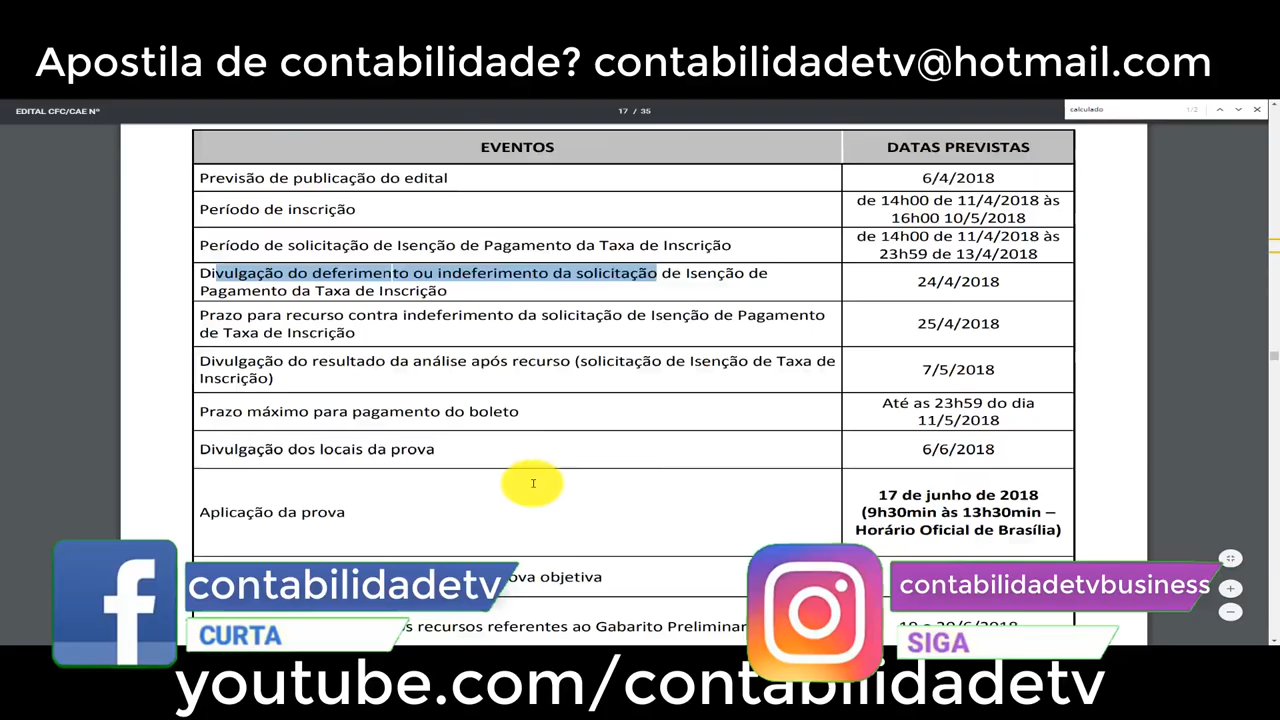 Apostila de contabilidade? contabilidadetv@hotmail.com
EDITAL CFC/CAE Nº
17 / 35
calculado
1/2
EVENTOS
DATAS PREVISTAS
Previsão de publicação do edital
6/4/2018
Período de inscrição
de 14h00 de 11/4/2018 às
16h00 10/5/2018
Período de solicitação de Isenção de Pagamento da Taxa de Inscrição
de 14h00 de 11/4/2018 às
23h59 de 13/4/2018
Divulgação do deferimento ou indeferimento da solicitação de Isenção de
Pagamento da Taxa de Inscrição
24/4/2018
Prazo para recurso contra indeferimento da solicitação de Isenção de Pagamento
de Taxa de Inscrição
25/4/2018
Divulgação do resultado da análise após recurso (solicitação de Isenção de Taxa de
Inscrição)
7/5/2018
Prazo máximo para pagamento do boleto
Até as 23h59 do dia
11/5/2018
Divulgação dos locais da prova
6/6/2018
Aplicação da prova
17 de junho de 2018
(9h30min às 13h30min –
Horário Oficial de Brasília)
objetiva
recursos referentes ao Gabarito
contabilidadetv
CURTA
contabilidadetvbusiness
SIGA
youtube.com/contabilidadetv